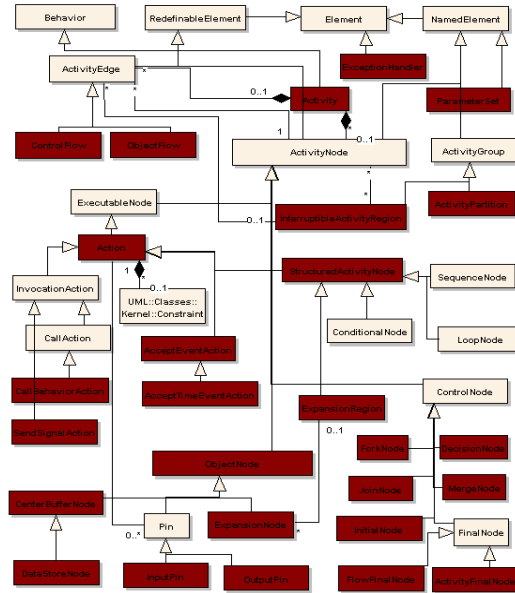 Behavior
RedefinableElement
Element
NamedElement
ActivityEdge
*
*
ExceptionHandler
0..1
Activity
ParameterSet
*
*
1
0..1
ControlFlow
ObjectFlow
ActivityNode
ActivityGroup
*
ExecutableNode
0..1
InterruptibleActivityRegion
ActivityPartition
Action
1
*
0..1
StructuredActivityNode
SequenceNode
InvocationAction
UML::Classes::
Kernel::Constraint
ConditionalNode
CallAction
LoopNode
AcceptEventAction
CallBehaviorAction
AcceptTimeEventAction
ControlNode
ExpansionRegion
0..1
SendSignalAction
ForkNode
DecisionNode
ObjectNode
JoinNode
MergeNode
CenterBufferNode
Pin
0..*
ExpansionNode
*
InitialNode
FinalNode
DataStoreNode
InputPin
OutputPin
FlowFinalNode
ActivityFinalNode